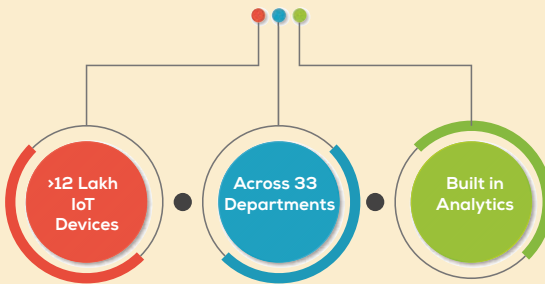 >12 Lakh
IoT
Devices
Across 33
Departments
Built in
Analytics